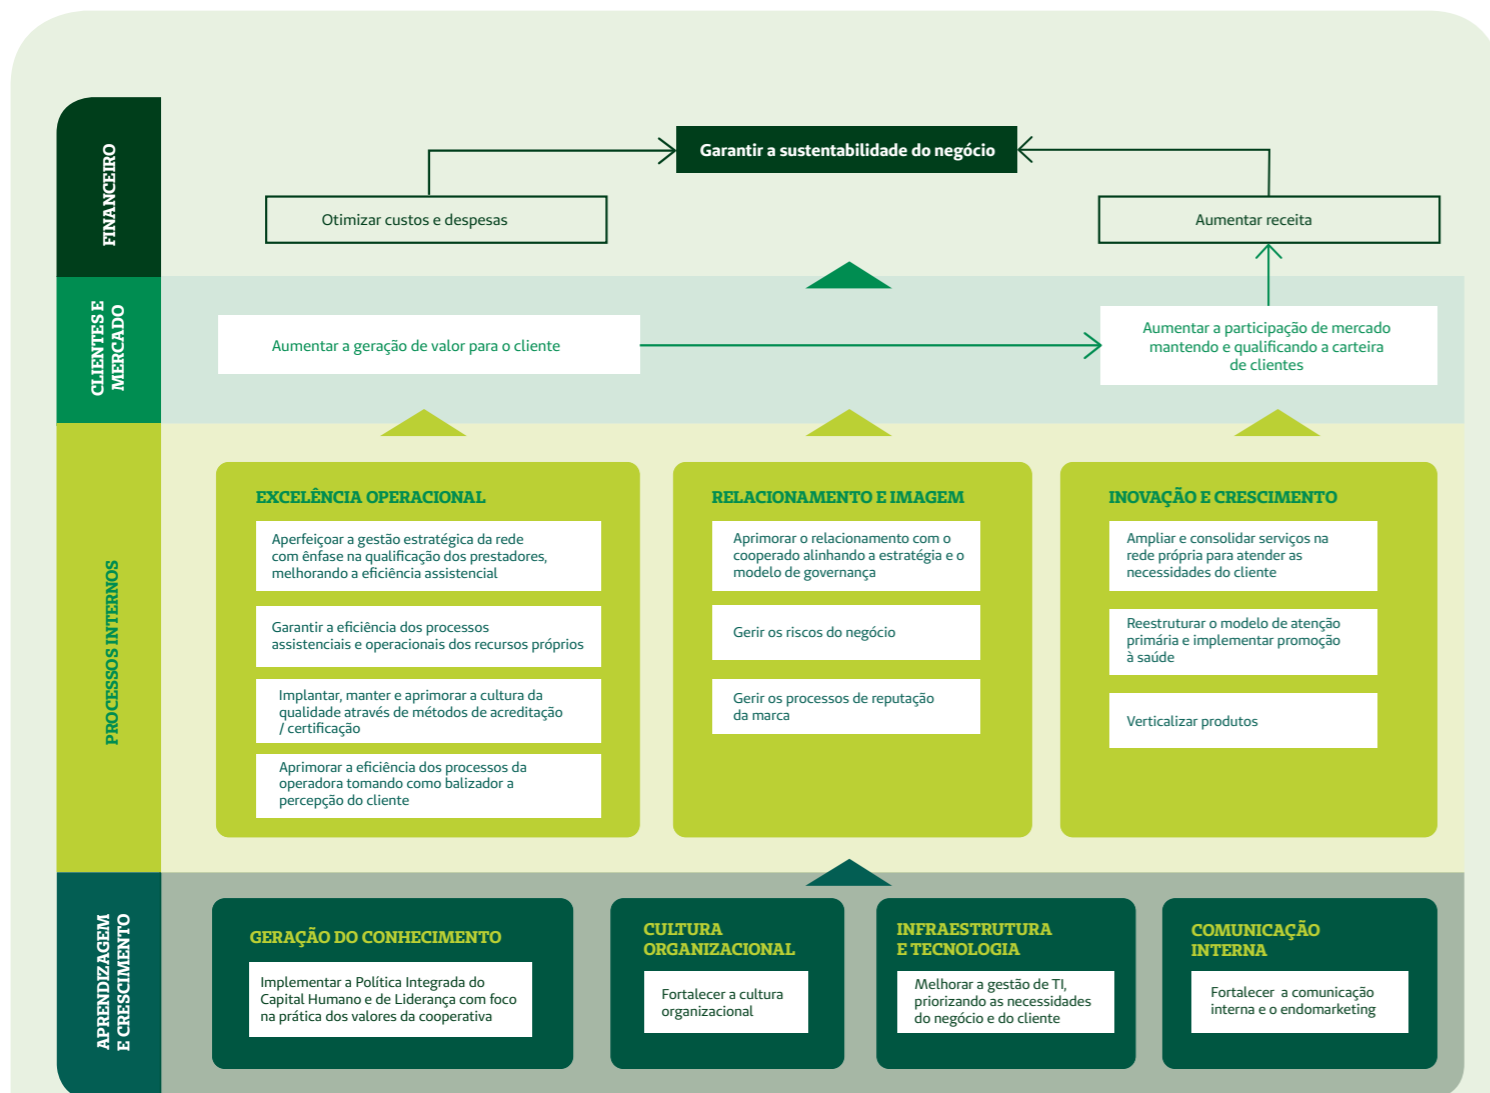 FINANCEIRO
Garantir a sustentabilidade do negócio
Otimizar custos e despesas
Aumentar receita
CLIENTES E
MERCADO
Aumentar a geração de valor para o cliente
Aumentar a participação de mercado
mantendo e qualificando a carteira
de clientes
PROCESSOS INTERNOS
EXCELÊNCIA OPERACIONAL
Aperfeiçoar a gestão estratégica da rede
com ênfase na qualificação dos prestadores,
melhorando a eficiência assistencial
Garantir a eficiência dos processos
assistenciais e operacionais dos recursos próprios
Implantar, manter e aprimorar a cultura da
qualidade através de métodos de acreditação
/ certificação
Aprimorar a eficiência dos processos da
operadora tomando como balizador a
percepção do cliente
RELACIONAMENTO E IMAGEM
Aprimorar o relacionamento com o
cooperado alinhando a estratégia e o
modelo de governança
Gerir os riscos do negócio
Gerir os processos de reputação
da marca
INOVAÇÃO E CRESCIMENTO
Ampliar e consolidar serviços na
rede própria para atender as
necessidades do cliente
Reestruturar o modelo de atenção
primária e implementar promoção
à saúde
Verticalizar produtos
APRENDIZAGEM
E CRESCIMENTO
GERAÇÃO DO CONHECIMENTO
Implementar a Política Integrada do
Capital Humano e de Liderança com foco
na prática dos valores da cooperativa
CULTURA
ORGANIZACIONAL
Fortalecer a cultura
organizacional
INFRAESTRUTURA
E TECNOLOGIA
Melhorar a gestão de TI,
priorizando as necessidades
do negócio e do cliente
COMUNICAÇÃO
INTERNA
Fortalecer a comunicação
interna e o endomarketing